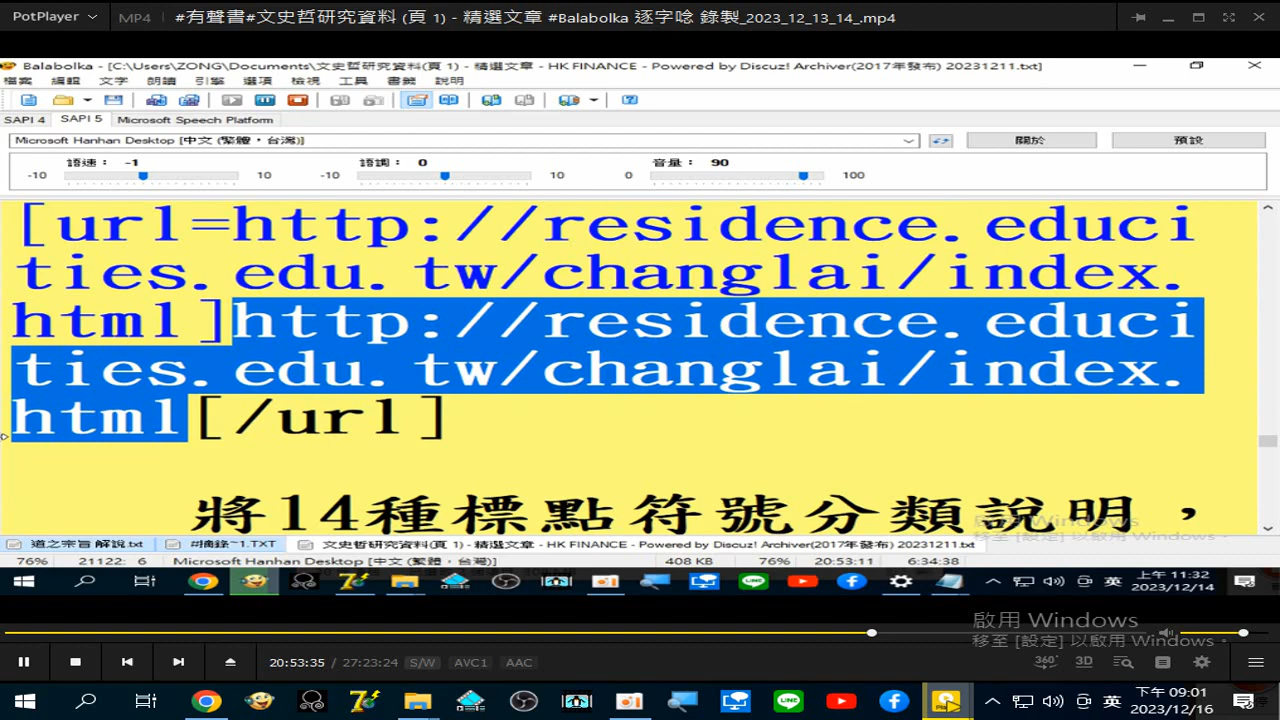 PotPlayer MP4 #有聲書#文史哲研究資料 (頁 1) - 精選文章 #Balabolka 逐字唸 錄製_2023_12_13_14_.mp4
Balabolka - [C:\Users\ZONG\Documents\文史哲研究資料(頁 1) - 精選文章 - HK FINANCE - Powered by Discuz! Archiver(2017年發布) 20231211.txt]
檔案 編輯 文字 朗讀 引擎 選項 檢視 工具 書籤 說明
SAPI 4 SAPI 5 Microsoft Speech Platform
Microsoft Hanhan Desktop [中文 (繁體，台灣)] 關於 預設
語速： -1 語調： 0 音量： 90
-10 10 -10 10 0 100
[url=http://residence.educi
ties.edu.tw/changlai/index.
html]http://residence.educi
ties.edu.tw/changlai/index.
html[/url]
將14種標點符號分類說明，
啟用 Windows
移至 [設定] 以啟用 Windows。
道之宗旨 解說.txt #摘錄~1.TXT 文史哲研究資料(頁 1) - 精選文章 - HK FINANCE - Powered by Discuz! Archiver(2017年發布) 20231211.txt
76% 21122: 6 Microsoft Hanhan Desktop [中文 (繁體，台灣)] 408 KB 76% 20:53:11 6:34:38
英 上午 11:32
2023/12/14
啟用 Windows
移至 [設定] 以啟用 Windows。
20:53:35 / 27:23:24 S/W AVC1 AAC 360° 3D
英 下午 09:01
2023/12/16